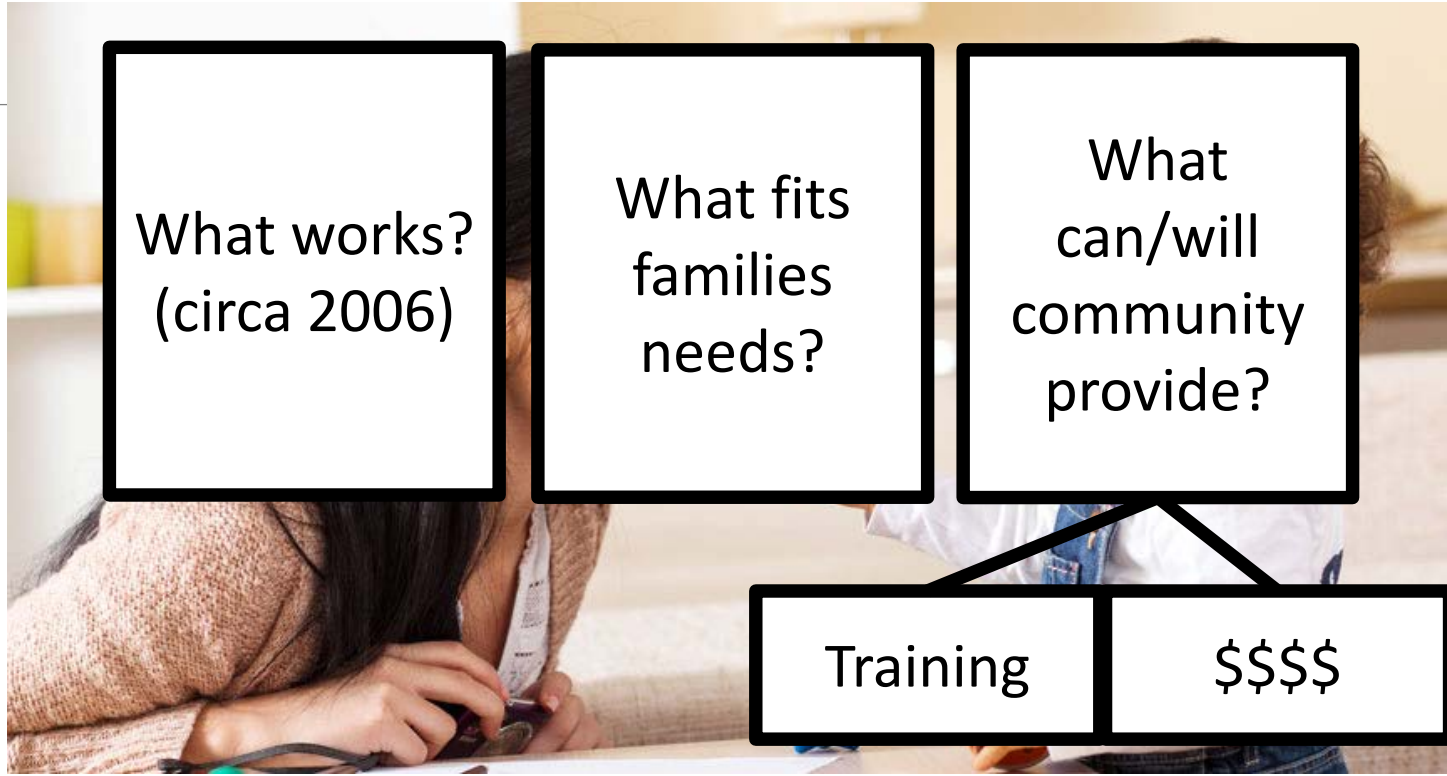 What works?
(circa 2006)
What fits
families
needs?
What
can/will
community
provide?
Training
$$$$